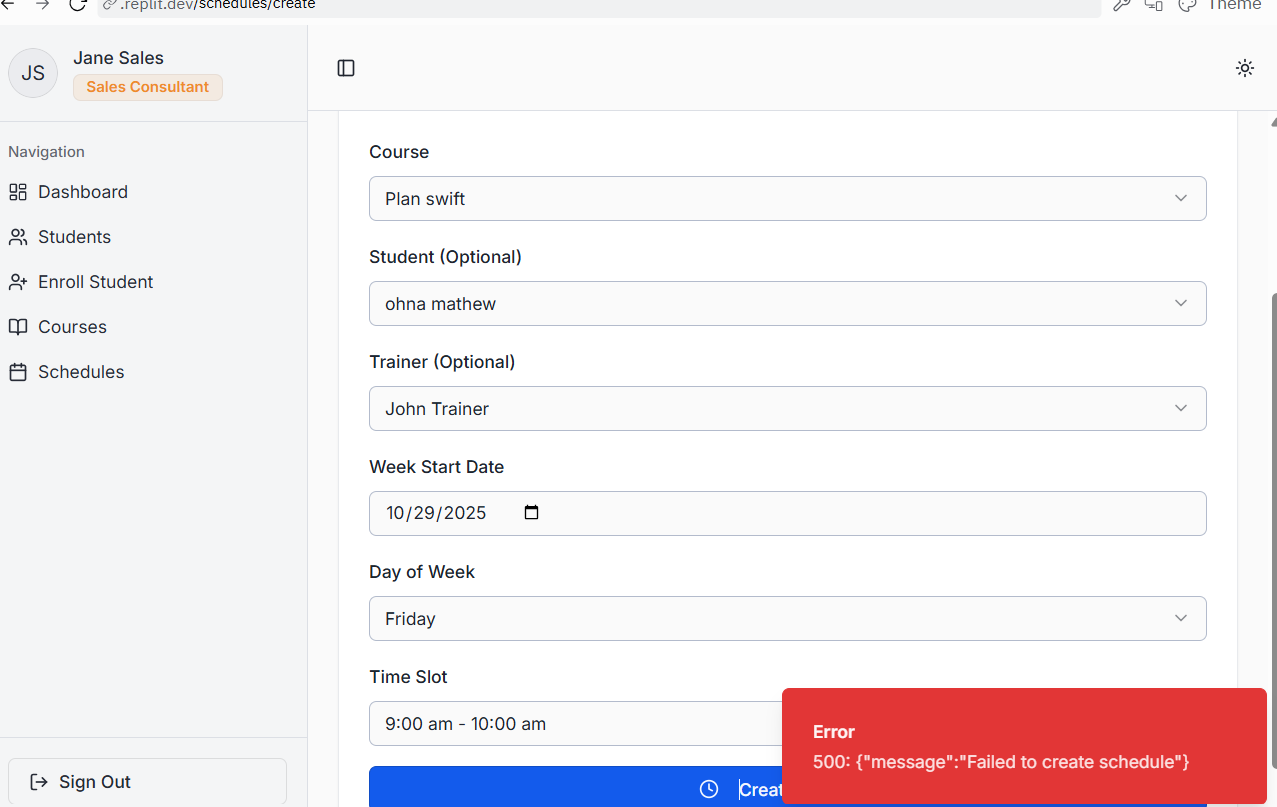 .replit.dev/schedules/create
Theme
JS
Jane Sales
Sales Consultant
Navigation
Dashboard
Students
Enroll Student
Courses
Schedules
Sign Out
Course
Plan swift
Student (Optional)
ohna mathew
Trainer (Optional)
John Trainer
Week Start Date
10/29/2025
Day of Week
Friday
Time Slot
9:00 am - 10:00 am
Creat
Error
500: {"message":"Failed to create schedule"}